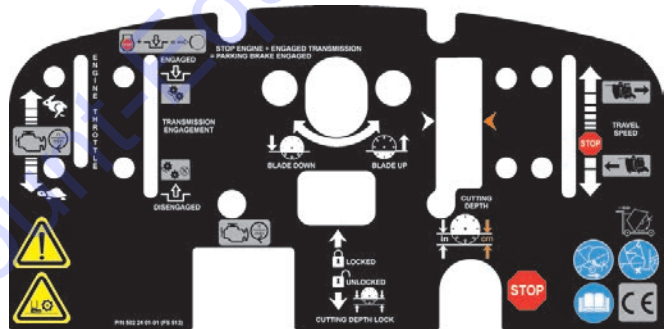 STOP ENGINE + ENGAGED TRANSMISSION
= PARKING BRAKE ENGAGED
ENGAGED
ENGINE THROTTLE
TRANSMISSION
ENGAGEMENT
DISENGAGED
BLADE DOWN
BLADE UP
TRAVEL
SPEED
STOP
CUTTING
DEPTH
in
cm
LOCKED
UNLOCKED
CUTTING DEPTH LOCK
STOP
CE